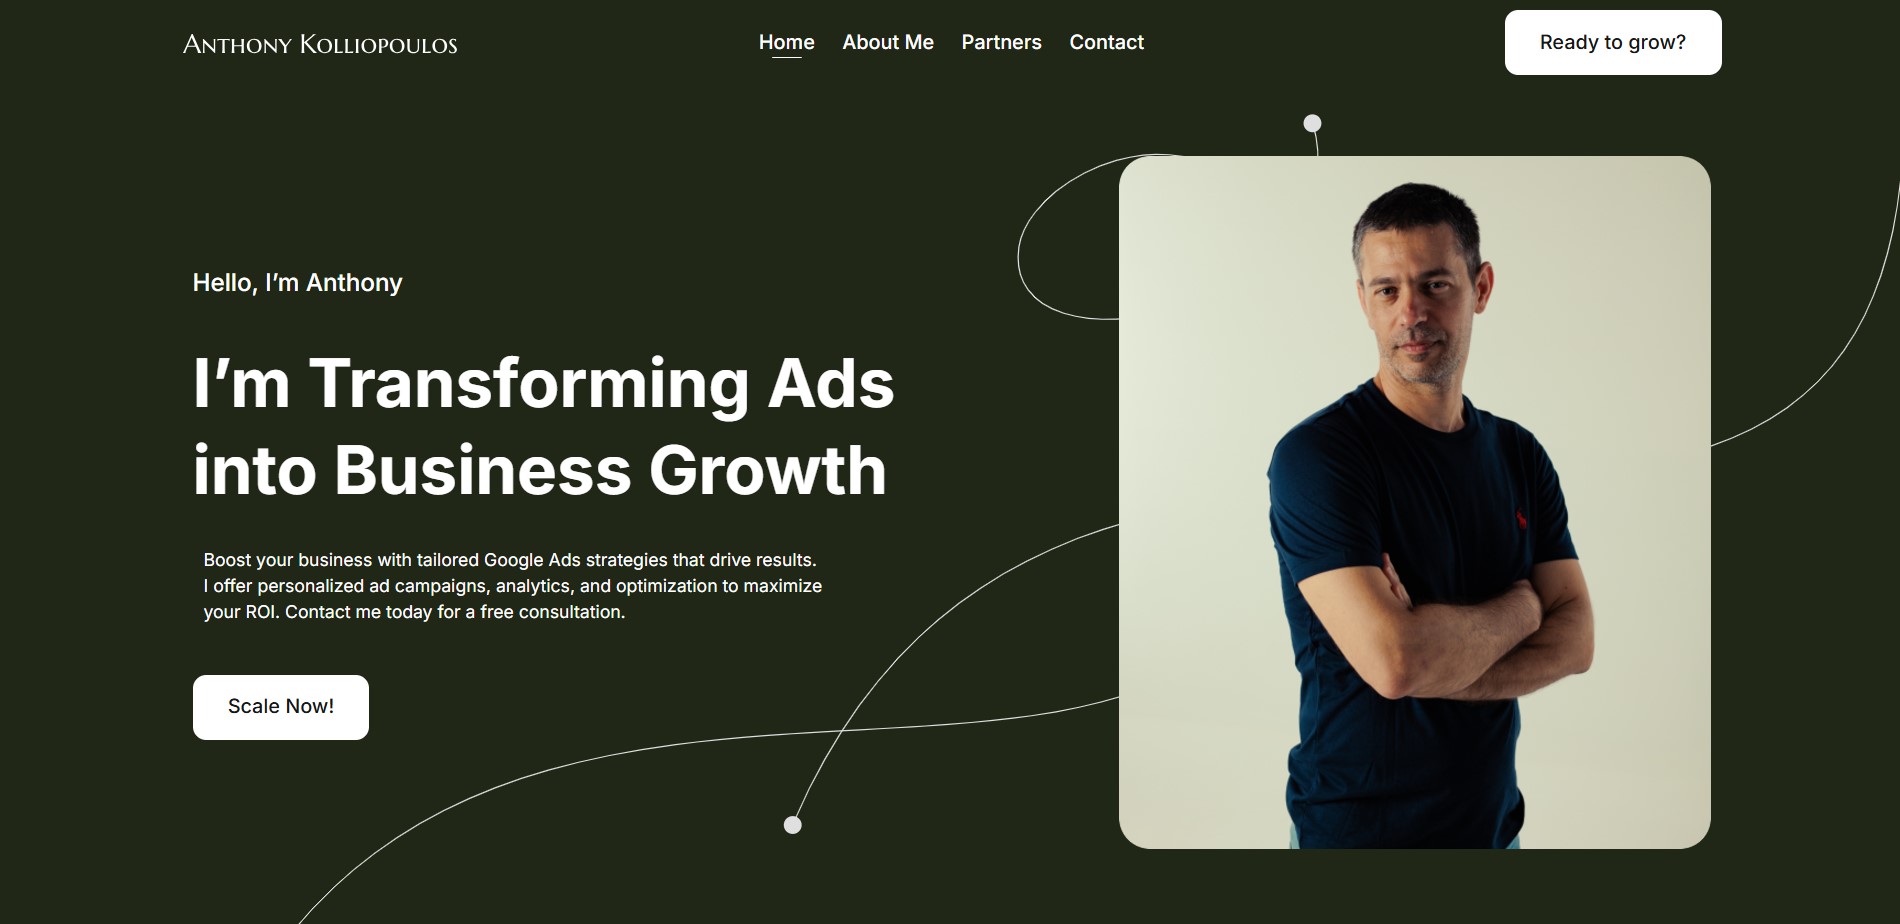 Anthony Kolliopoulos
Home About Me Partners Contact
Ready to grow?
Hello, I’m Anthony
I’m Transforming Ads
into Business Growth
Boost your business with tailored Google Ads strategies that drive results.
I offer personalized ad campaigns, analytics, and optimization to maximize
your ROI. Contact me today for a free consultation.
Scale Now!